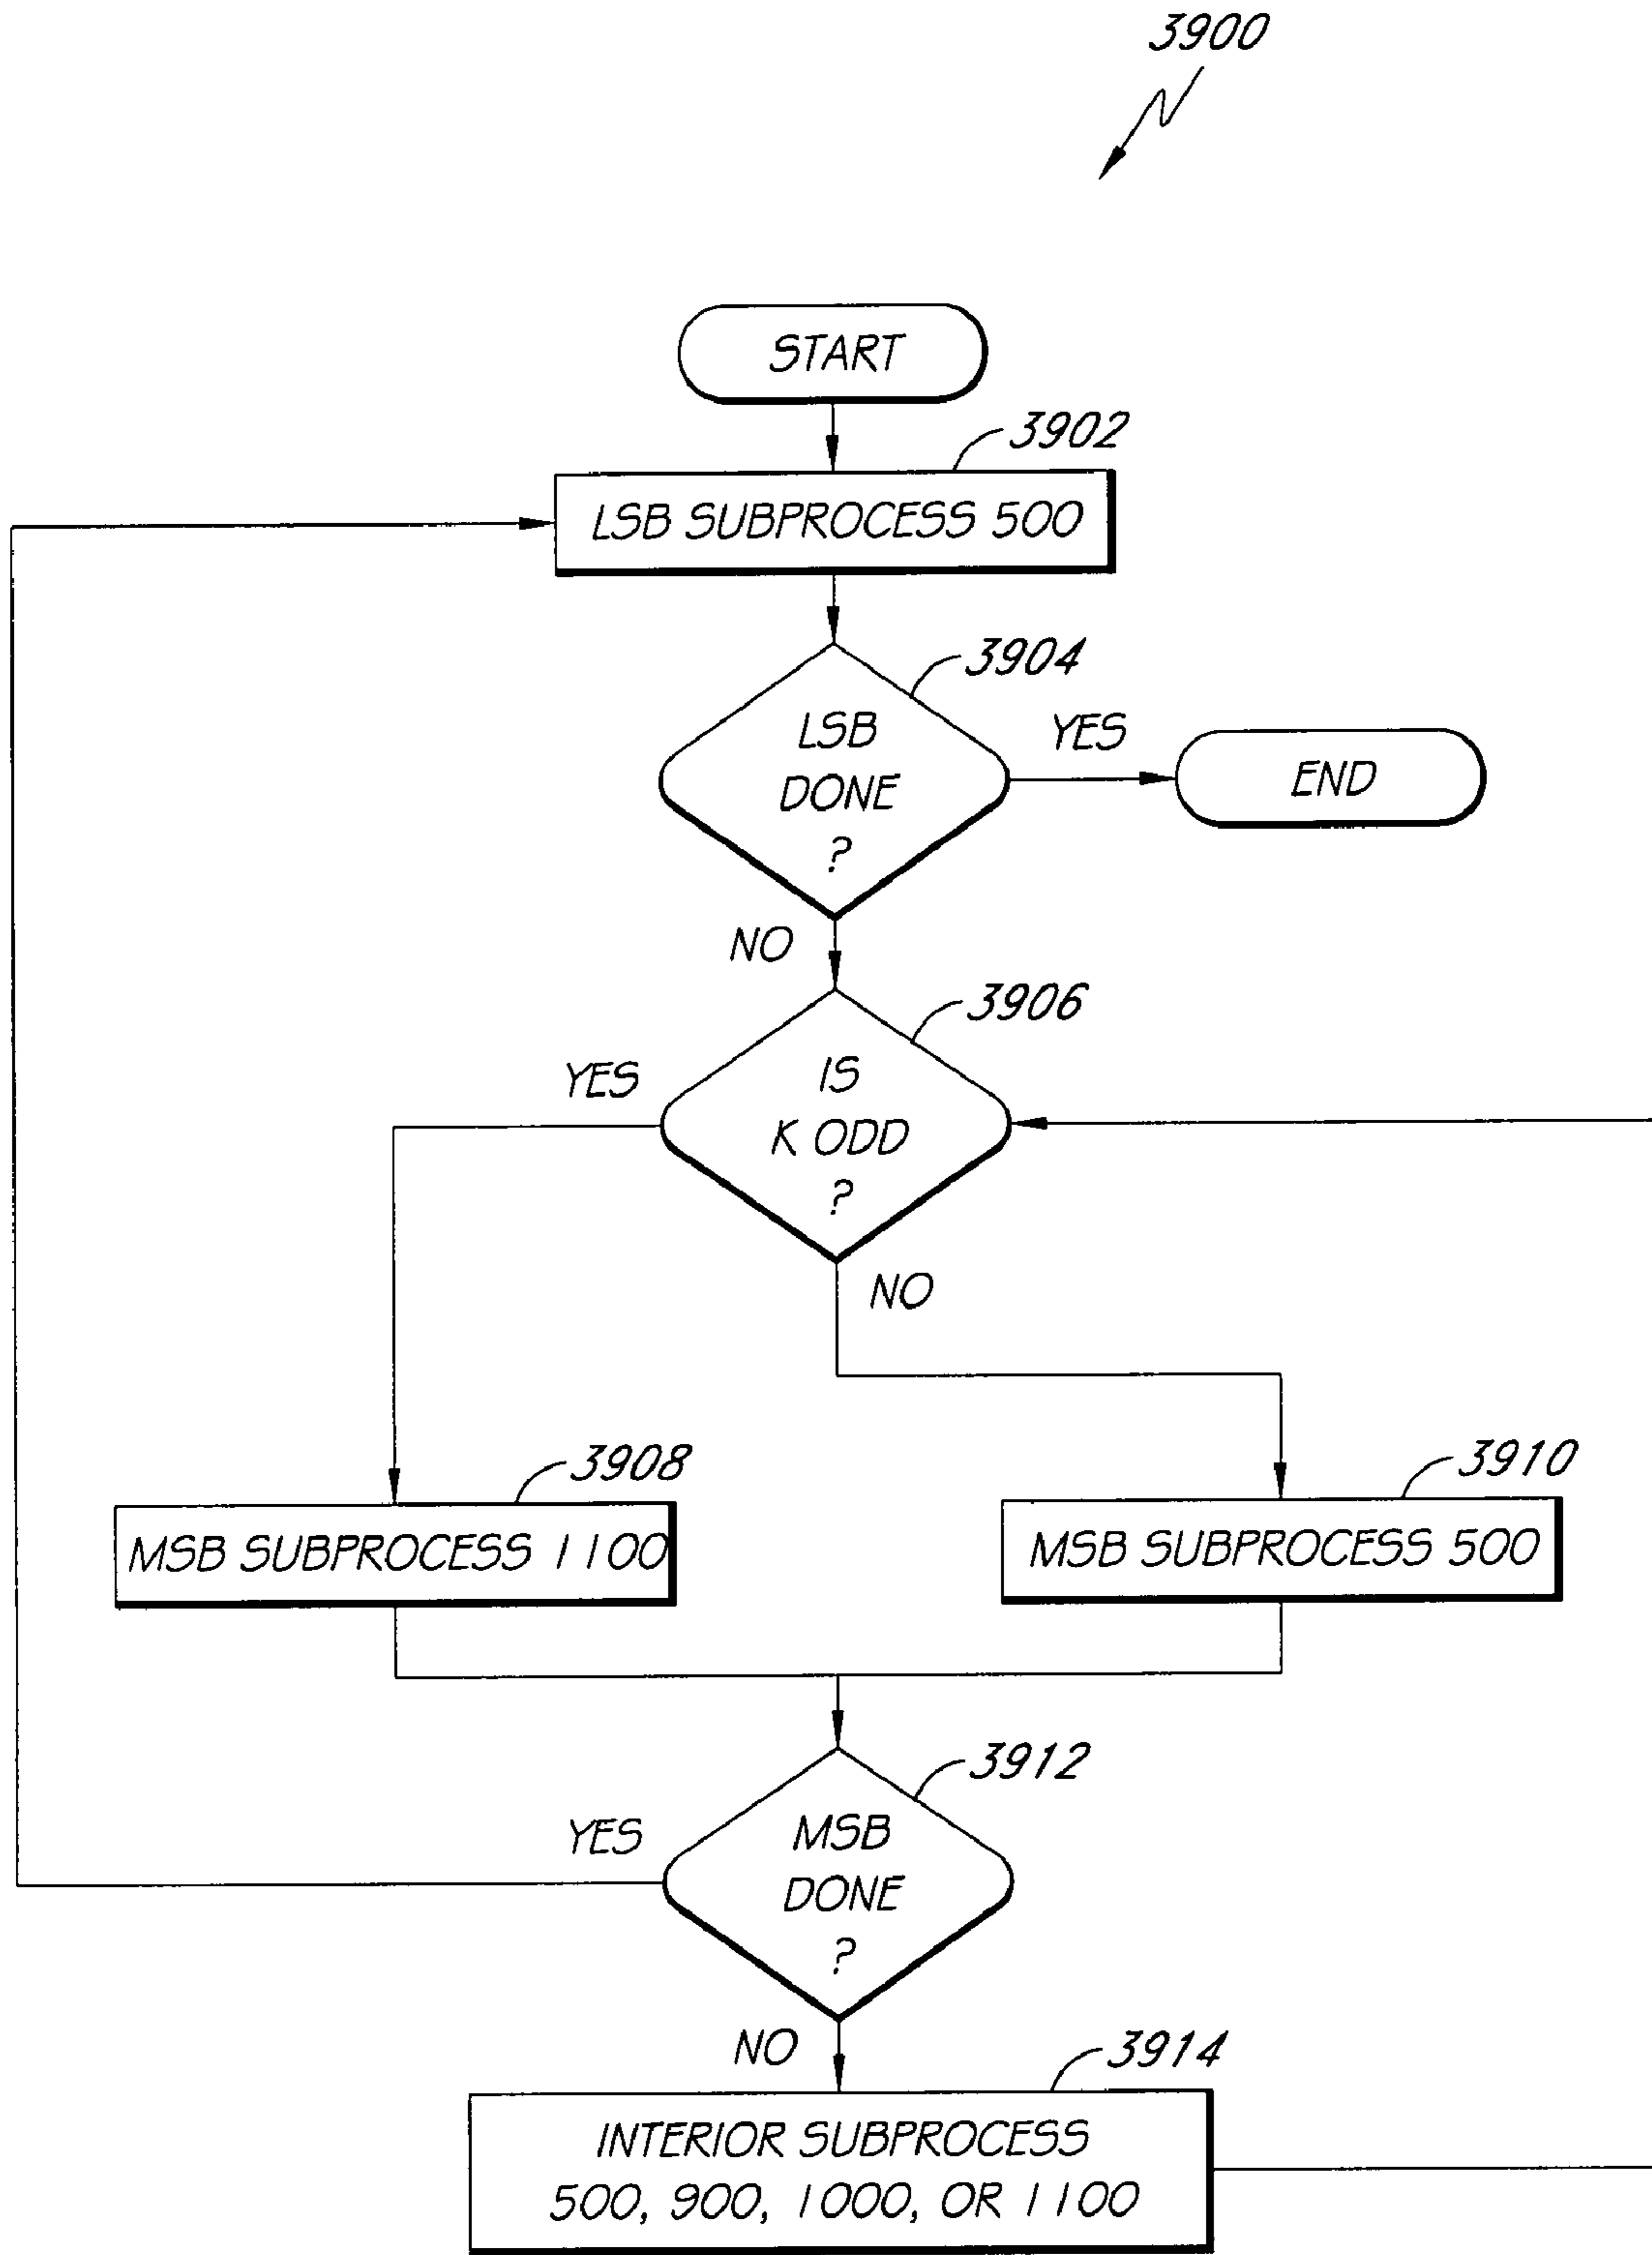 3900
START
3902
LSB SUBPROCESS 500
3904
LSB
DONE
?
YES
END
NO
3906
IS
K ODD
?
YES
NO
3908
MSB SUBPROCESS 1100
3910
MSB SUBPROCESS 500
3912
MSB
DONE
?
YES
NO
3914
INTERIOR SUBPROCESS
500, 900, 1000, OR 1100